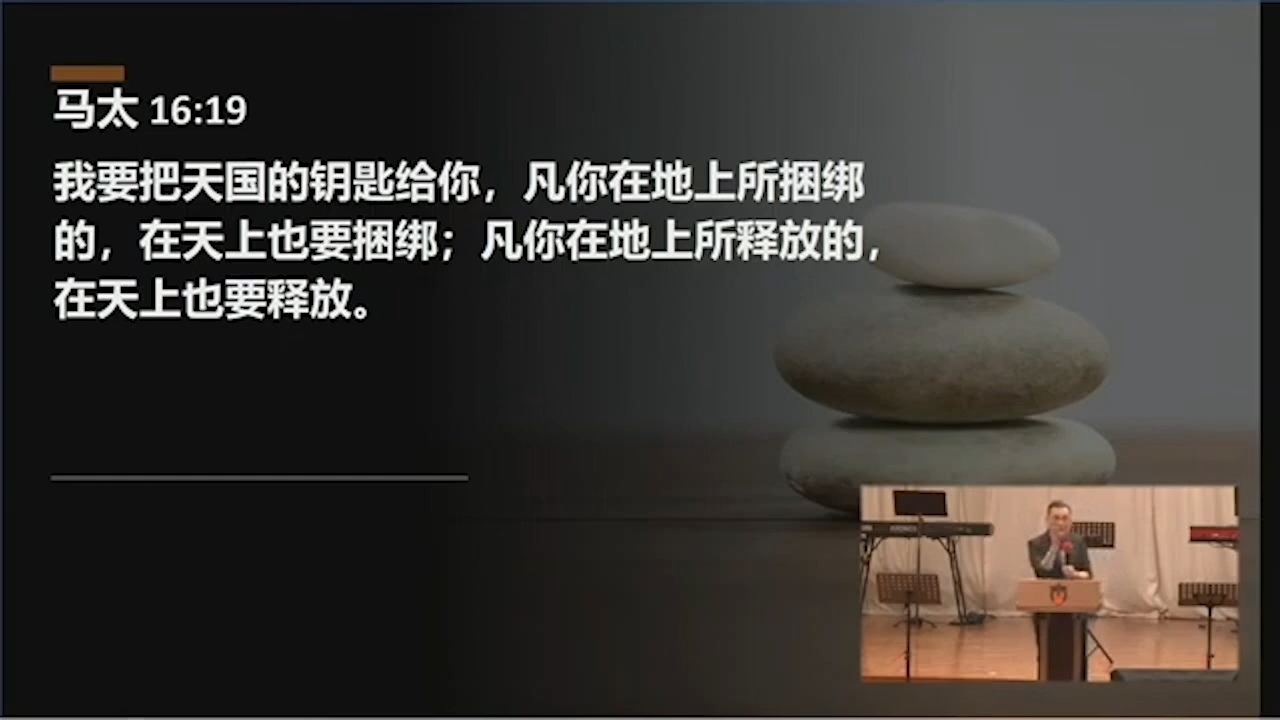 马太 16:19
我要把天国的钥匙给你，凡你在地上所捆绑
的，在天上也要捆绑；凡你在地上所释放的，
在天上也要释放。